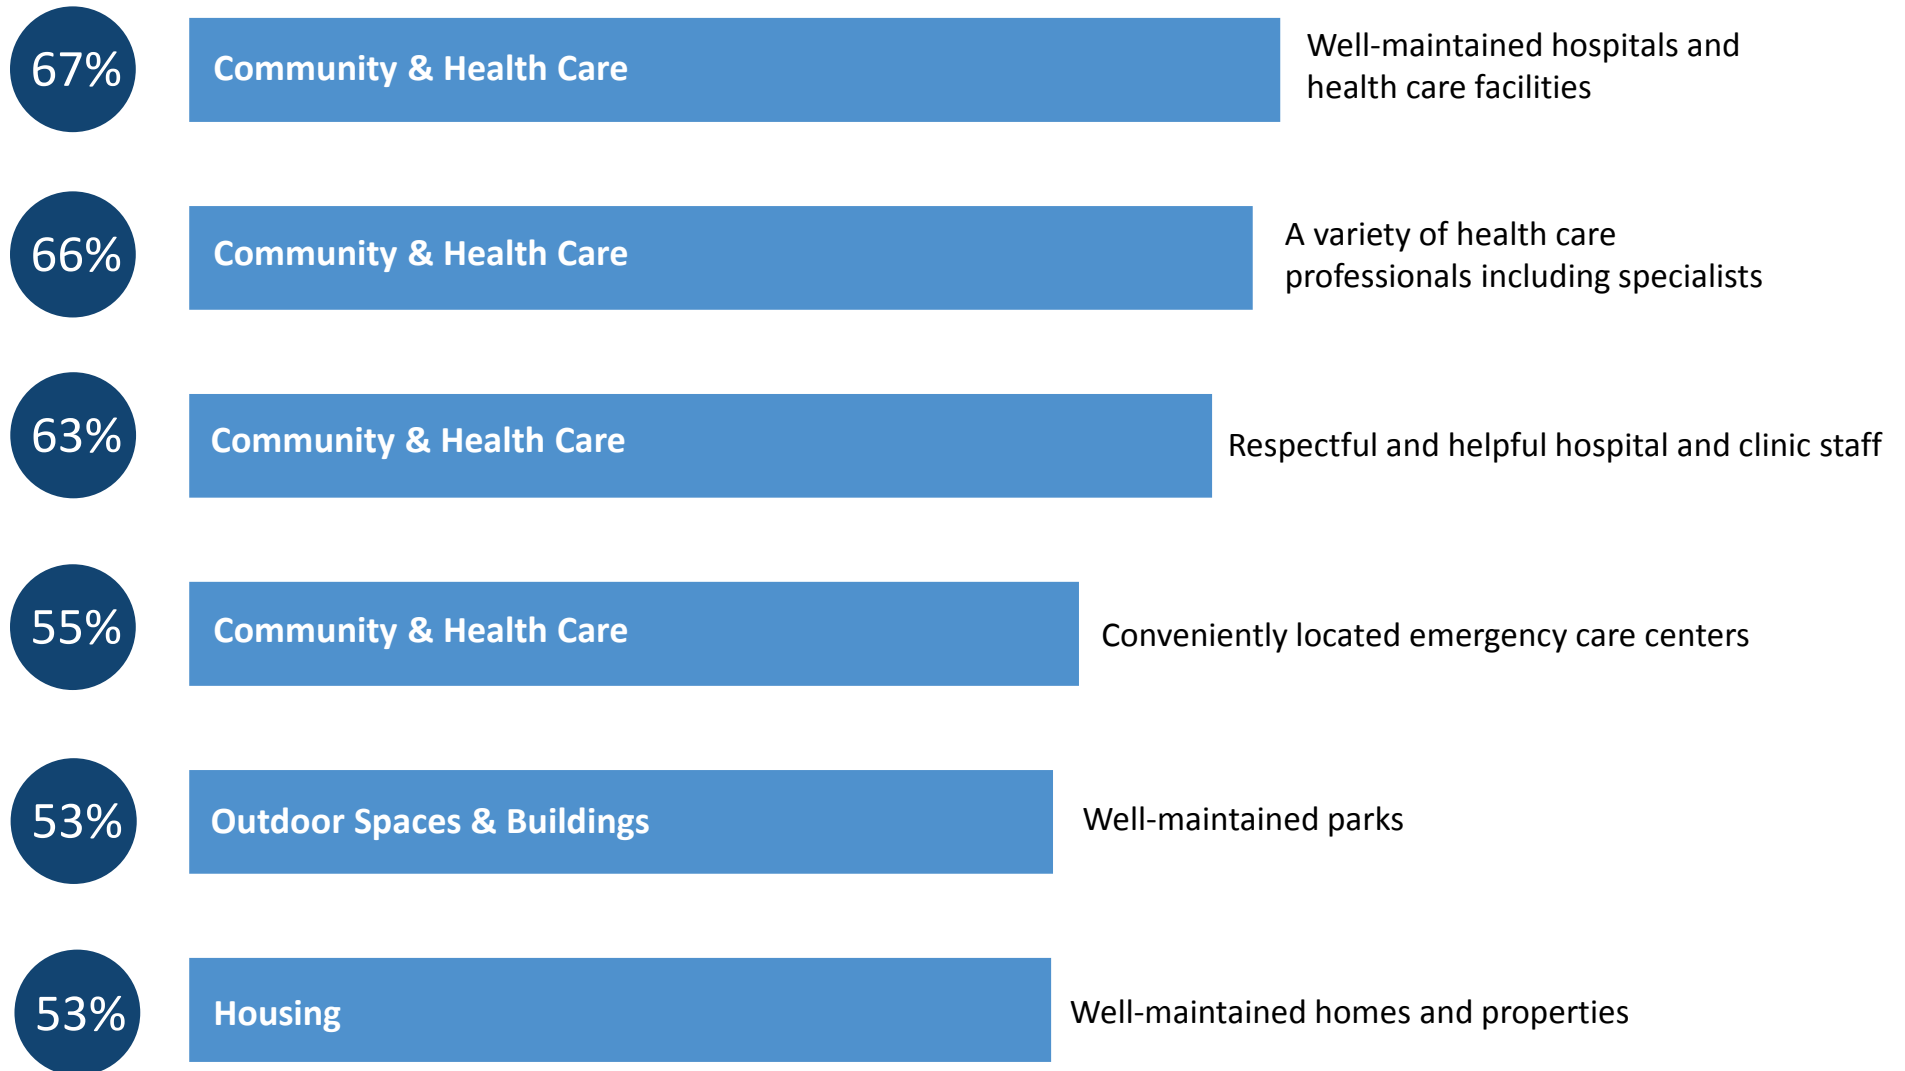 67%
Community & Health Care
Well-maintained hospitals and
health care facilities
66%
Community & Health Care
A variety of health care
professionals including specialists
63%
Community & Health Care
Respectful and helpful hospital and clinic staff
55%
Community & Health Care
Conveniently located emergency care centers
53%
Outdoor Spaces & Buildings
Well-maintained parks
53%
Housing
Well-maintained homes and properties